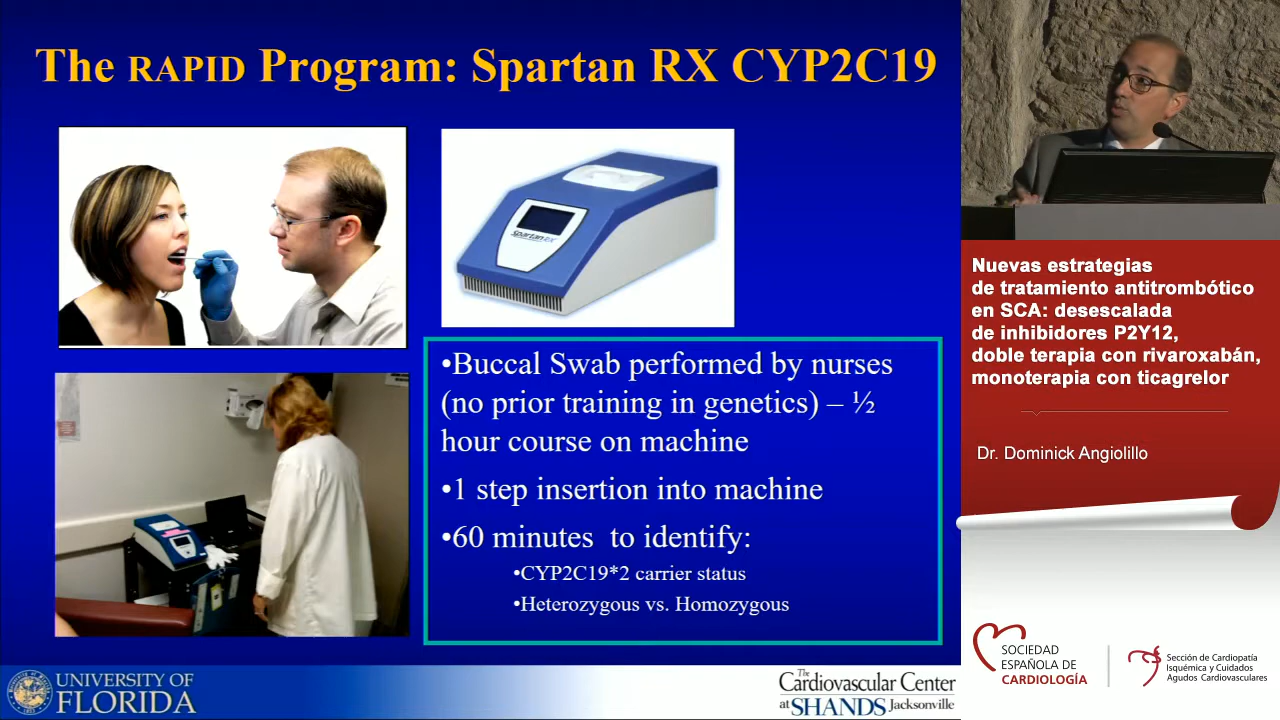 The RAPID Program: Spartan RX CYP2C19
spartan RX
•Buccal Swab performed by nurses
(no prior training in genetics) – ½
hour course on machine
•1 step insertion into machine
•60 minutes to identify:
•CYP2C19*2 carrier status
•Heterozygous vs. Homozygous
UNIVERSITY OF
FLORIDA
The
Cardiovascular Center
at SHANDS Jacksonville
Nuevas estrategias
de tratamiento antitrombótico
en SCA: desescalada
de inhibidores P2Y12,
doble terapia con rivaroxabán,
monoterapia con ticagrelor
Dr. Dominick Angiolillo
SOCIEDAD
ESPAÑOLA DE
CARDIOLOGÍA
Sección de Cardiopatía
Isquémica y Cuidados
Agudos Cardiovasculares